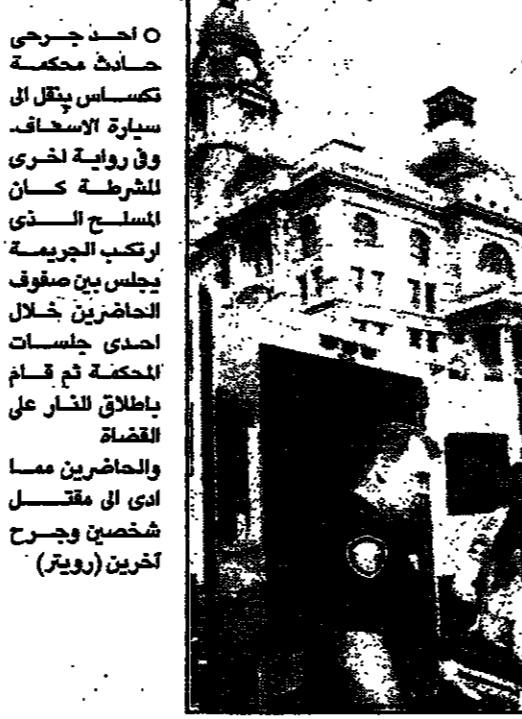 ○ احد جرحى
حادث محكمة
تكساس ينقل الى
سيارة الاسعاف.
وفى رواية اخرى
للشرطة كان
المسلح الذى
ارتكب الجريمة
يجلس بين صفوف
الحاضرين خلال
احدى جلسات
المحكمة ثم قام
باطلاق النار على
القضاة
والحاضرين مما
ادى الى مقتل
شخصين وجرح
آخرين (رويتر)